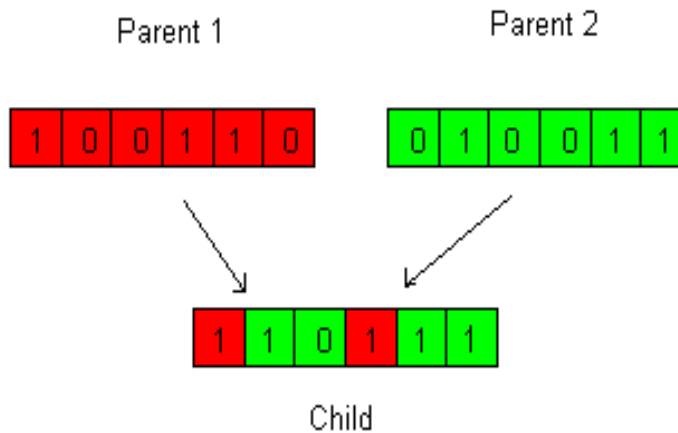 Parent 1
Parent 2
1 0 0 1 1 0
0 1 0 0 1 1
1 1 0 1 1 1
Child